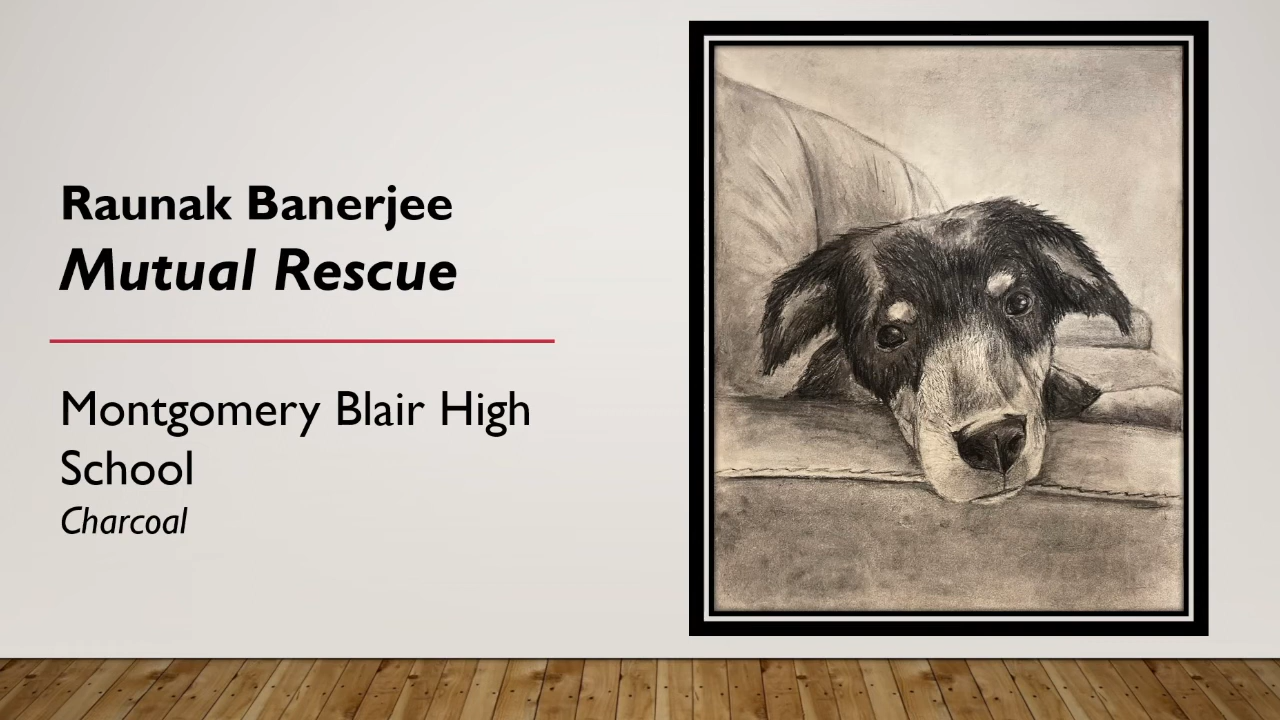 Raunak Banerjee
Mutual Rescue
Montgomery Blair High
School
Charcoal